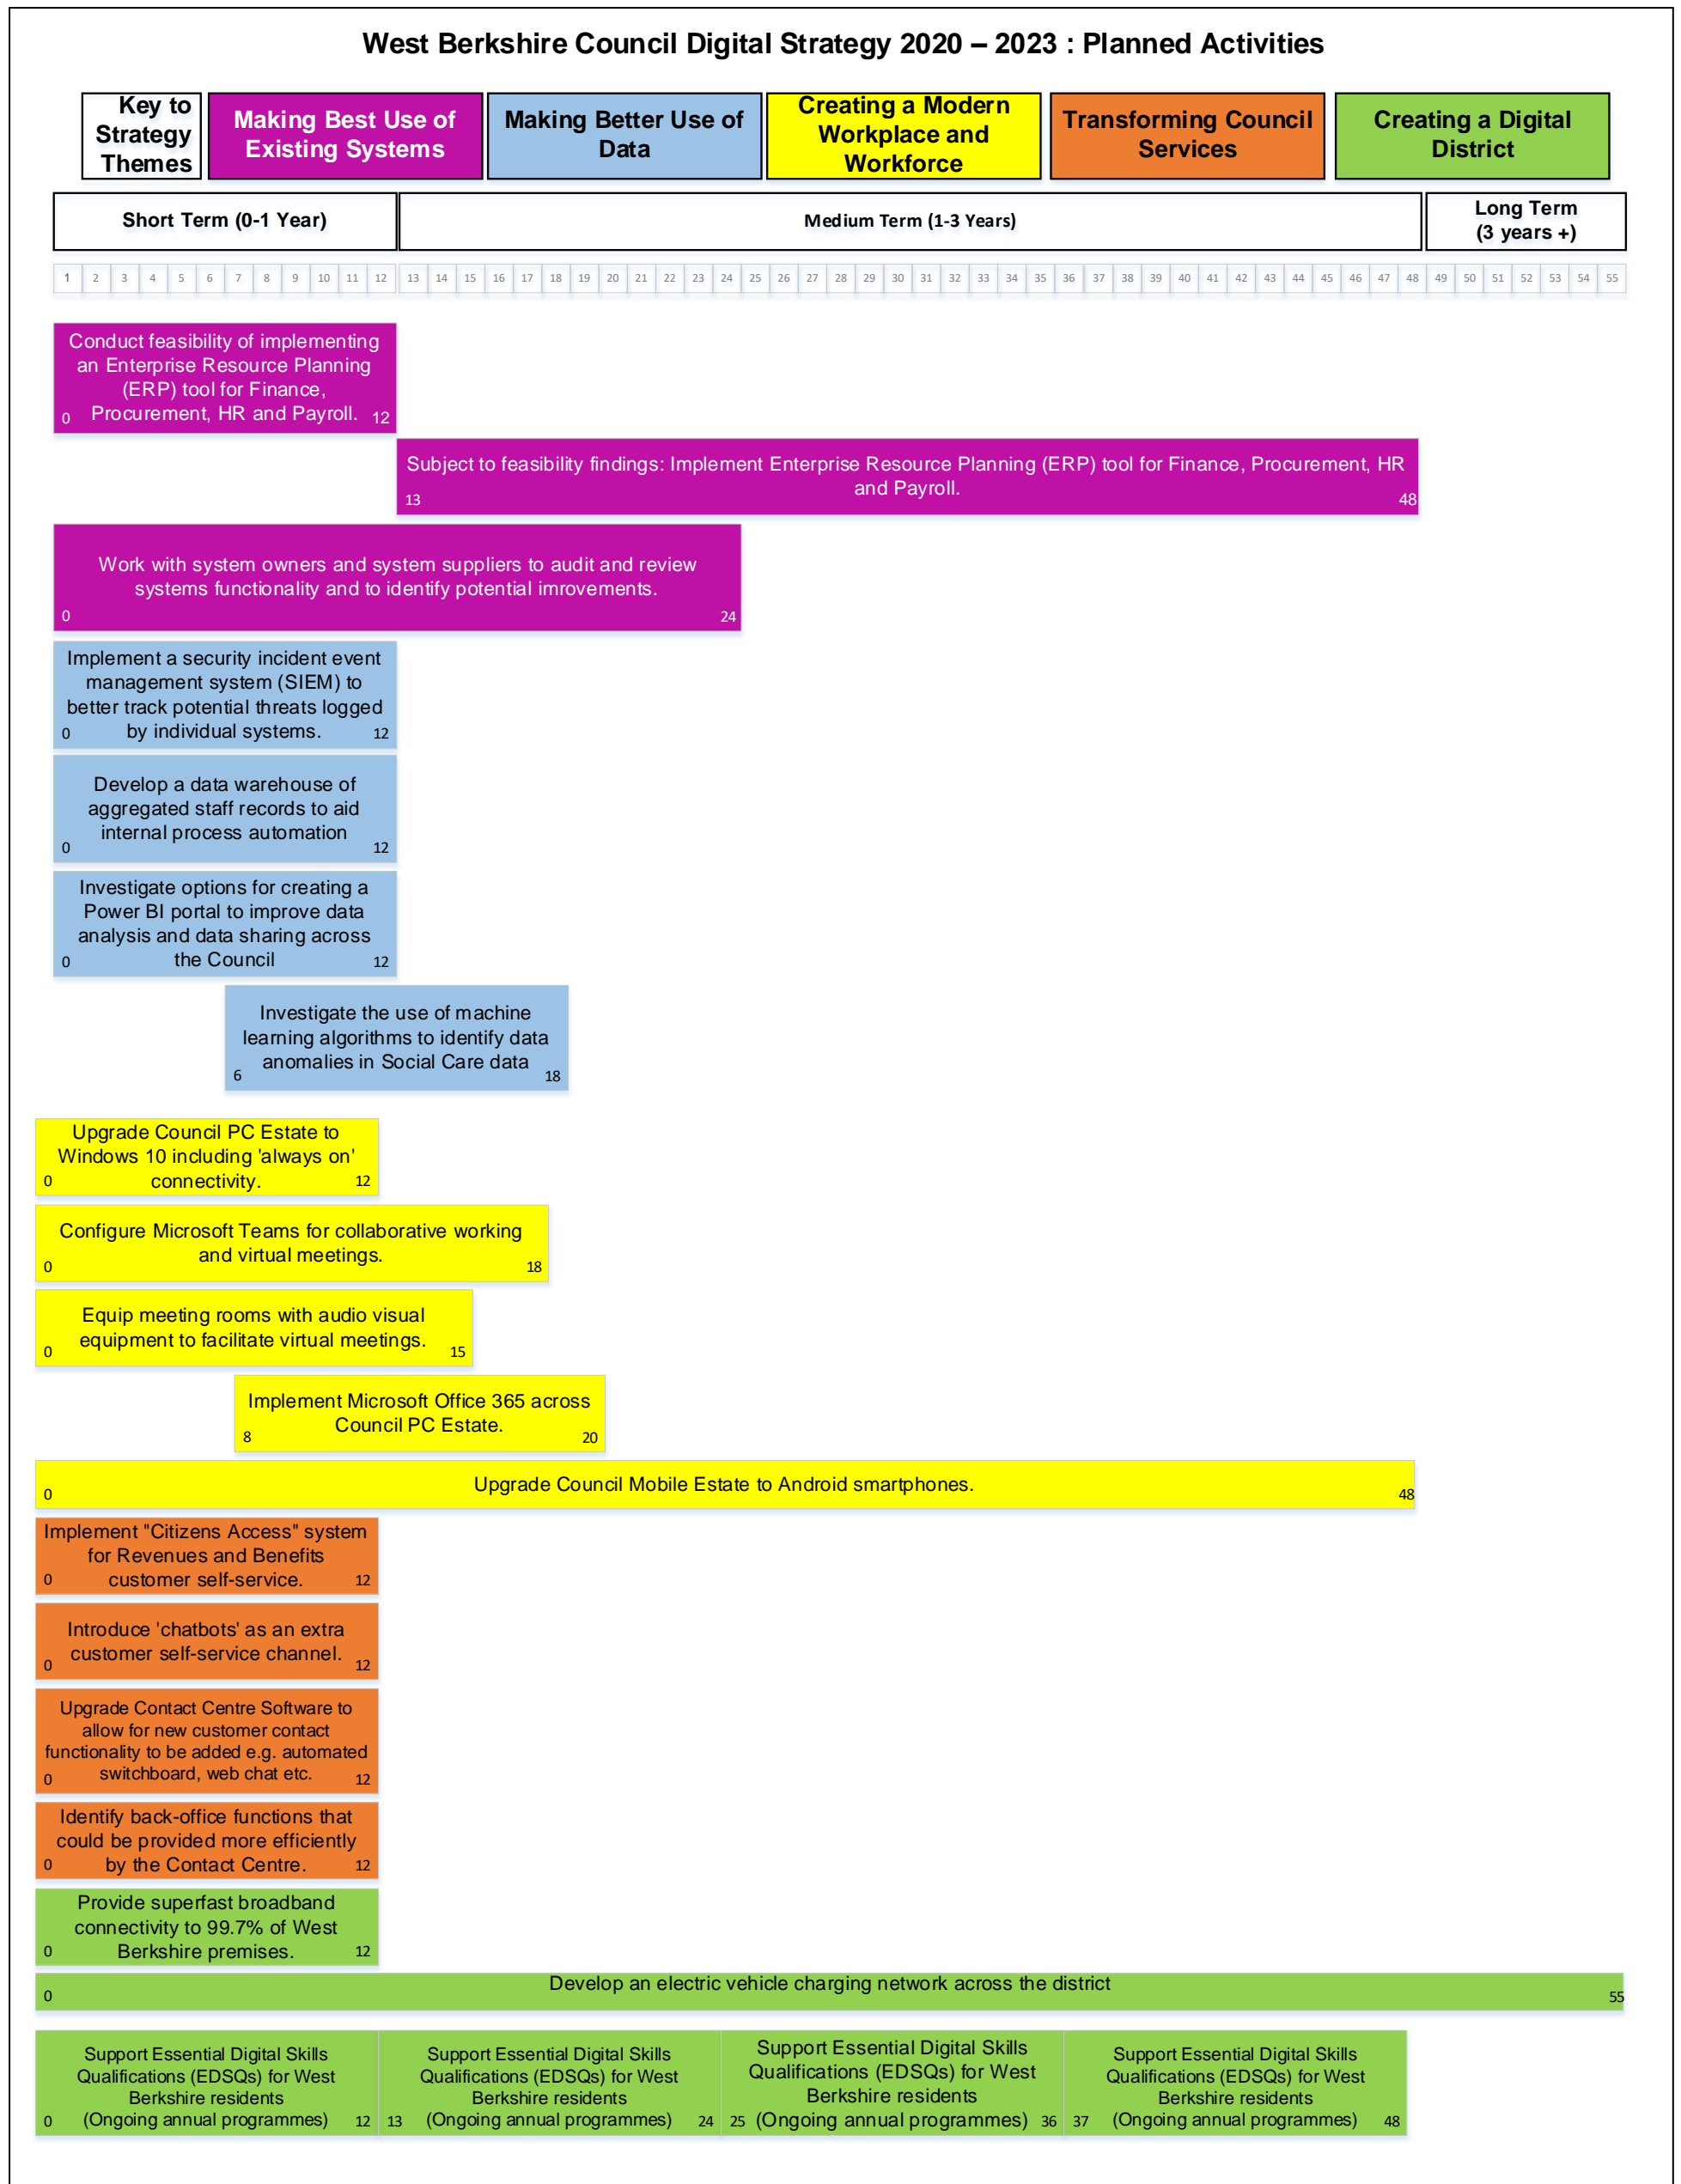 West Berkshire Council Digital Strategy 2020 – 2023 : Planned Activities
Key to
Strategy
Themes
Making Best Use of
Existing Systems
Making Better Use of
Data
Creating a Modern
Workplace and
Workforce
Transforming Council
Services
Creating a Digital
District
Short Term (0-1 Year)
Medium Term (1-3 Years)
Long Term
(3 years +)
1 2 3 4 5 6 7 8 9 10 11 12 13 14 15 16 17 18 19 20 21 22 23 24 25 26 27 28 29 30 31 32 33 34 35 36 37 38 39 40 41 42 43 44 45 46 47 48 49 50 51 52 53 54 55
Conduct feasibility of implementing
an Enterprise Resource Planning
(ERP) tool for Finance,
0 Procurement, HR and Payroll. 12
Subject to feasibility findings: Implement Enterprise Resource Planning (ERP) tool for Finance, Procurement, HR
and Payroll.
13 48
Work with system owners and system suppliers to audit and review
systems functionality and to identify potential imrovements.
0 24
Implement a security incident event
management system (SIEM) to
better track potential threats logged
0 by individual systems. 12
Develop a data warehouse of
aggregated staff records to aid
internal process automation
0 12
Investigate options for creating a
Power BI portal to improve data
analysis and data sharing across
0 the Council 12
Investigate the use of machine
learning algorithms to identify data
anomalies in Social Care data
6 18
Upgrade Council PC Estate to
Windows 10 including 'always on'
0 connectivity. 12
Configure Microsoft Teams for collaborative working
and virtual meetings.
0 18
Equip meeting rooms with audio visual
equipment to facilitate virtual meetings.
0 15
Implement Microsoft Office 365 across
Council PC Estate.
8 20
Upgrade Council Mobile Estate to Android smartphones.
0 48
Implement "Citizens Access" system
for Revenues and Benefits
0 customer self-service. 12
Introduce 'chatbots' as an extra
customer self-service channel.
0 12
Upgrade Contact Centre Software to
allow for new customer contact
functionality to be added e.g. automated
0 switchboard, web chat etc. 12
Identify back-office functions that
could be provided more efficiently
0 by the Contact Centre. 12
Provide superfast broadband
connectivity to 99.7% of West
0 Berkshire premises. 12
Develop an electric vehicle charging network across the district
0 55
Support Essential Digital Skills
Qualifications (EDSQs) for West
Berkshire residents
0 (Ongoing annual programmes) 12
Support Essential Digital Skills
Qualifications (EDSQs) for West
Berkshire residents
13 (Ongoing annual programmes) 24
Support Essential Digital Skills
Qualifications (EDSQs) for West
Berkshire residents
25 (Ongoing annual programmes) 36
Support Essential Digital Skills
Qualifications (EDSQs) for West
Berkshire residents
37 (Ongoing annual programmes) 48